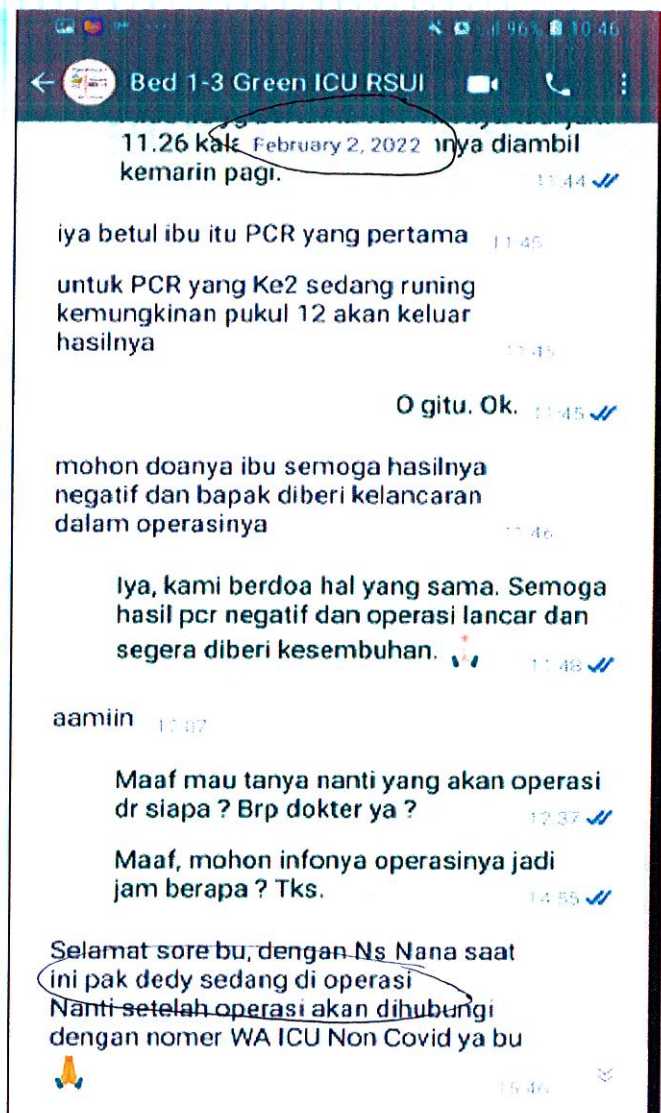 96% 10.46
Bed 1-3 Green ICU RSUI
11.26 February 2, 2022 nya diambil
kemarin pagi. 11.44
iya betul ibu itu PCR yang pertama 11.45
untuk PCR yang Ke2 sedang runing
kemungkinan pukul 12 akan keluar
hasilnya 11.45
O gitu. Ok. 11.45
mohon doanya ibu semoga hasilnya
negatif dan bapak diberi kelancaran
dalam operasinya 11.46
Iya, kami berdoa hal yang sama. Semoga
hasil pcr negatif dan operasi lancar dan
segera diberi kesembuhan. 11.48
aamiin 12.02
Maaf mau tanya nanti yang akan operasi
dr siapa ? Brp dokter ya ? 12.37
Maaf, mohon infonya operasinya jadi
jam berapa ? Tks. 14.55
Selamat sore bu, dengan Ns Nana saat
ini pak dedy sedang di operasi
Nanti setelah operasi akan dihubungi
dengan nomer WA ICU Non Covid ya bu
🙏 15.46